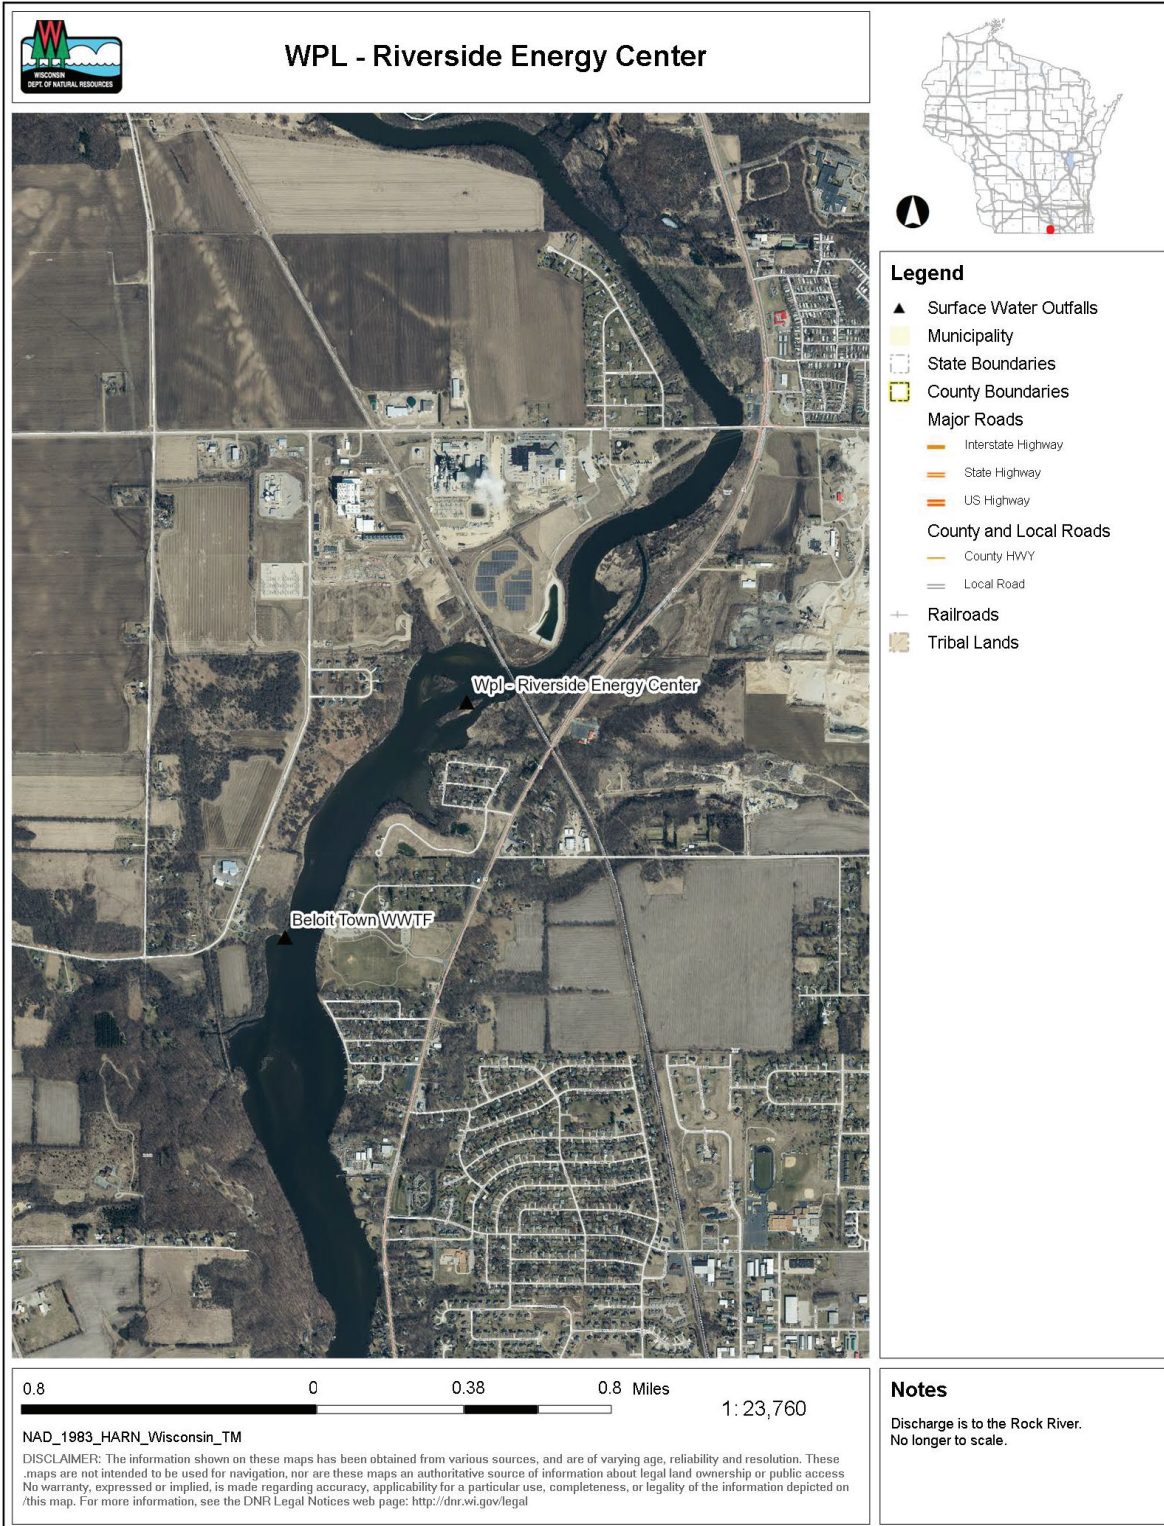 WISCONSIN
DEPT. OF NATURAL RESOURCES
WPL - Riverside Energy Center
Wpl - Riverside Energy Center
Beloit Town WWTF
Legend
Surface Water Outfalls
Municipality
State Boundaries
County Boundaries
Major Roads
Interstate Highway
State Highway
US Highway
County and Local Roads
County HWY
Local Road
Railroads
Tribal Lands
0.8 0 0.38 0.8 Miles
1: 23,760
NAD_1983_HARN_Wisconsin_TM
DISCLAIMER: The information shown on these maps has been obtained from various sources, and are of varying age, reliability and resolution. These
.maps are not intended to be used for navigation, nor are these maps an authoritative source of information about legal land ownership or public access
No warranty, expressed or implied, is made regarding accuracy, applicability for a particular use, completeness, or legality of the information depicted on
/this map. For more information, see the DNR Legal Notices web page: http://dnr.wi.gov/legal
Notes
Discharge is to the Rock River.
No longer to scale.